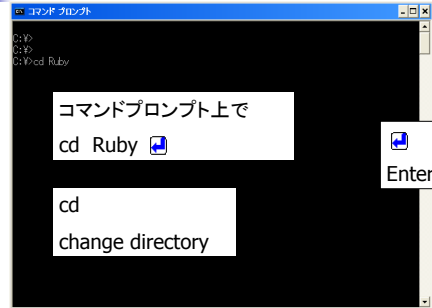 コマンド プロンプト
C:¥>
C:¥>
C:¥>cd Ruby
コマンドプロンプト上で
cd Ruby
Enter
cd
change directory